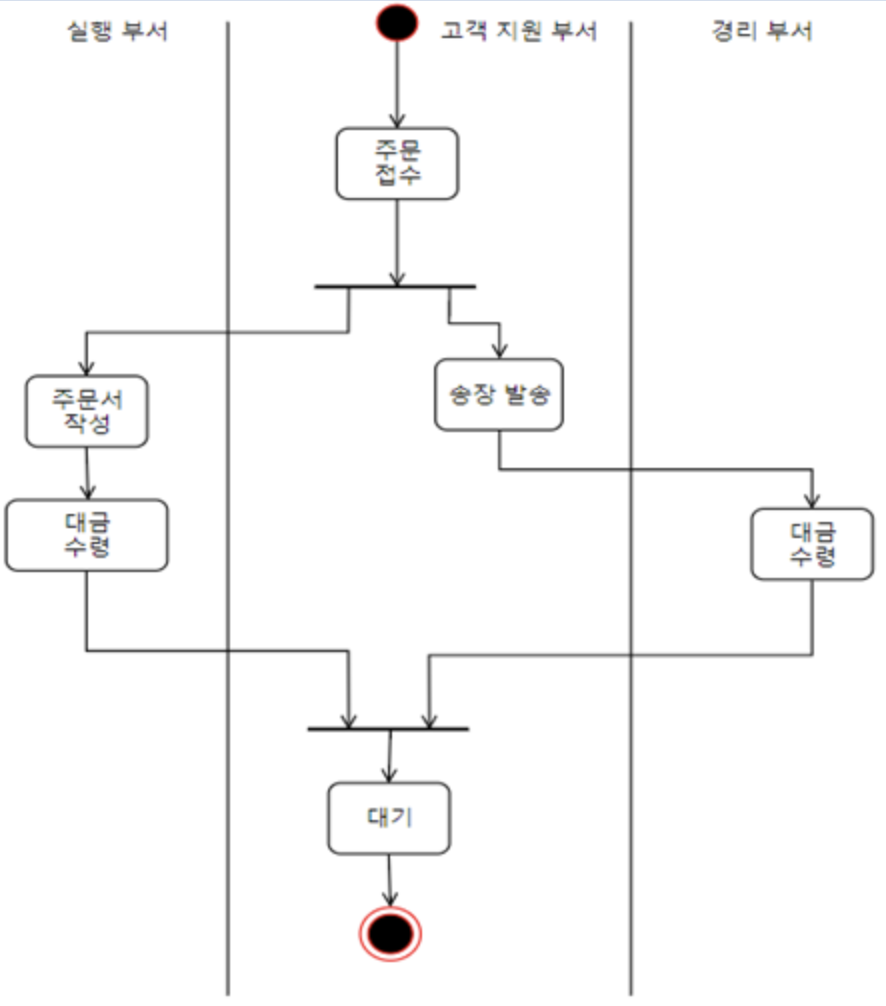 실행 부서
고객 지원 부서
경리 부서
주문
접수
주문서
작성
송장 발송
대금
수령
대금
수령
대기